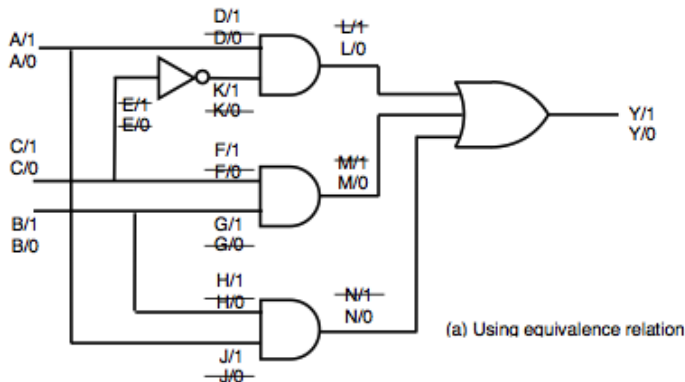 D/1
D/0
L/1
L/0
A/1
A/0
K/1
K/0
E/1
E/0
Y/1
Y/0
C/1
C/0
F/1
F/0
M/1
M/0
B/1
B/0
G/1
G/0
H/1
H/0
N/1
N/0
(a) Using equivalence relation
J/1
J/0